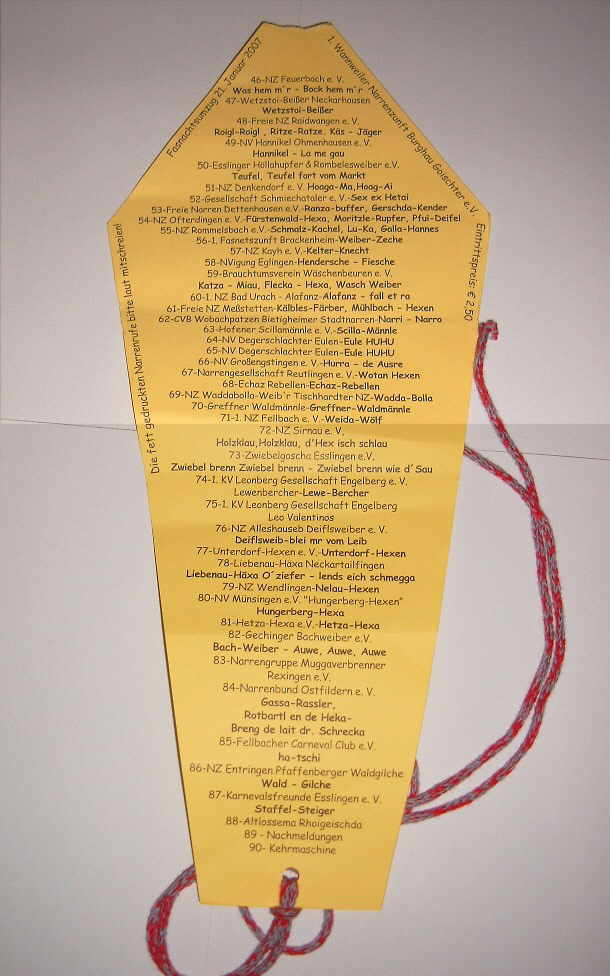 Fasnachtsumzug 21. Januar 2007
1. Wannweiler Narrenzunft Burghau Goischter e.V.
Eintrittspreis: € 2,50
Die fett gedruckten Narrenrufe bitte laut mitschreien!
46-NZ Feuerbach e. V.
Was hem m´r - Bock hem m´r
47-Wetzstoi-Beißer Neckarhausen
Wetzstoi-Beißer
48-Freie NZ Raidwangen e. V.
Roigl-Roigl , Ritze-Ratze, Käs - Jäger
49-NV Hannikel Ohmenhausen e. V.
Hannikel - La me gau
50-Esslinger Höllahupfer & Rombelesweiber e.V.
Teufel, Teufel fort vom Markt
51-NZ Denkendorf e. V. Hoaga-Ma,Hoag-Ai
52-Gesellschaft Schmiechataler e. V.-Sex ex Hetai
53-Freie Narren Dettenhausen e.V.-Ranza-buffer, Gerschda-Kender
54-NZ Ofterdingen e. V.-Fürstenwald-Hexa, Moritzle-Rupfer, Pfui-Deifel
55-NZ Rommelsbach e.V.-Schmalz-Kachel, Lu-Ka, Galla-Hannes
56-1. Fasnetszunft Brackenheim-Weiber-Zeche
57-NZ Kayh e. V.-Kelter-Knecht
58-NVigung Eglingen-Hendersche - Fiesche
59-Brauchtumsverein Wäschenbeuren e. V.
Katza - Miau, Flecka - Hexa, Wasch Weiber
60-1. NZ Bad Urach - Alafanz-Alafanz - fall et ra
61-Freie NZ Meßstetten-Kälbles-Färber, Mühlbach - Hexen
62-CVB Wobachpatzen Bietigheimer Stadtnarren-Narri - Narro
63-Hofener Scillamännle e. V.-Scilla-Männle
64-NV Degerschlachter Eulen-Eule HUHU
65-NV Degerschlachter Eulen-Eule HUHU
66-NV Großengstingen e. V.-Hurra - de Ausre
67-Narrengesellschaft Reutlingen e. V.-Wotan Hexen
68-Echaz Rebellen-Echaz-Rebellen
69-NZ Waddabolla-Weib´r Tischhardter NZ-Wadda-Bolla
70-Greffner Waldmännle-Greffner-Waldmännle
71-1. NZ Fellbach e. V.-Weida-Wölf
72-NZ Sirnau e. V,
Holzklau,Holzklau, d'Hex isch schlau
73-Zwiebelgoscha Esslingen e.V.
Zwiebel brenn Zwiebel brenn - Zwiebel brenn wie d´Sau
74-1. KV Leonberg Gesellschaft Engelberg e. V.
Lewenbercher-Lewe-Bercher
75-1. KV Leonberg Gesellschaft Engelberg
Leo Valentinos
76-NZ Alleshauseb Deiflsweiber e. V.
Deiflsweib-blei mr vom Leib
77-Unterdorf-Hexen e. V.-Unterdorf-Hexen
78-Liebenau-Häxa Neckartailfingen
Liebenau-Häxa O´ziefer - lends eich schmegga
79-NZ Wendlingen-Nelau-Hexen
80-NV Münsingen e.V. "Hungerberg-Hexen"
Hungerberg-Hexa
81-Hetza-Hexa e.V.-Hetza-Hexa
82-Gechinger Bachweiber e.V.
Bach-Weiber - Auwe, Auwe, Auwe
83-Narrengruppe Muggaverbrenner
Rexingen e.V.
84-Narrenbund Ostfildern e. V.
Gassa-Rassler,
Rotbartl en de Heka-
Breng de lait dr. Schrecka
85-Fellbacher Carneval Club e.V.
ha-tschi
86-NZ Entringen Pfaffenberger Waldgilche
Wald - Gilche
87-Karnevalsfreunde Esslingen e. V.
Staffel-Steiger
88-Altlossema Rhoigeischda
89 - Nachmeldungen
90- Kehrmaschine